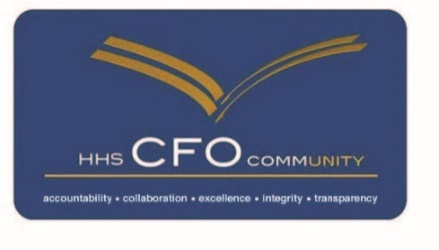 HHS CFO COMMUNITY
accountability • collaboration • excellence • integrity • transparency